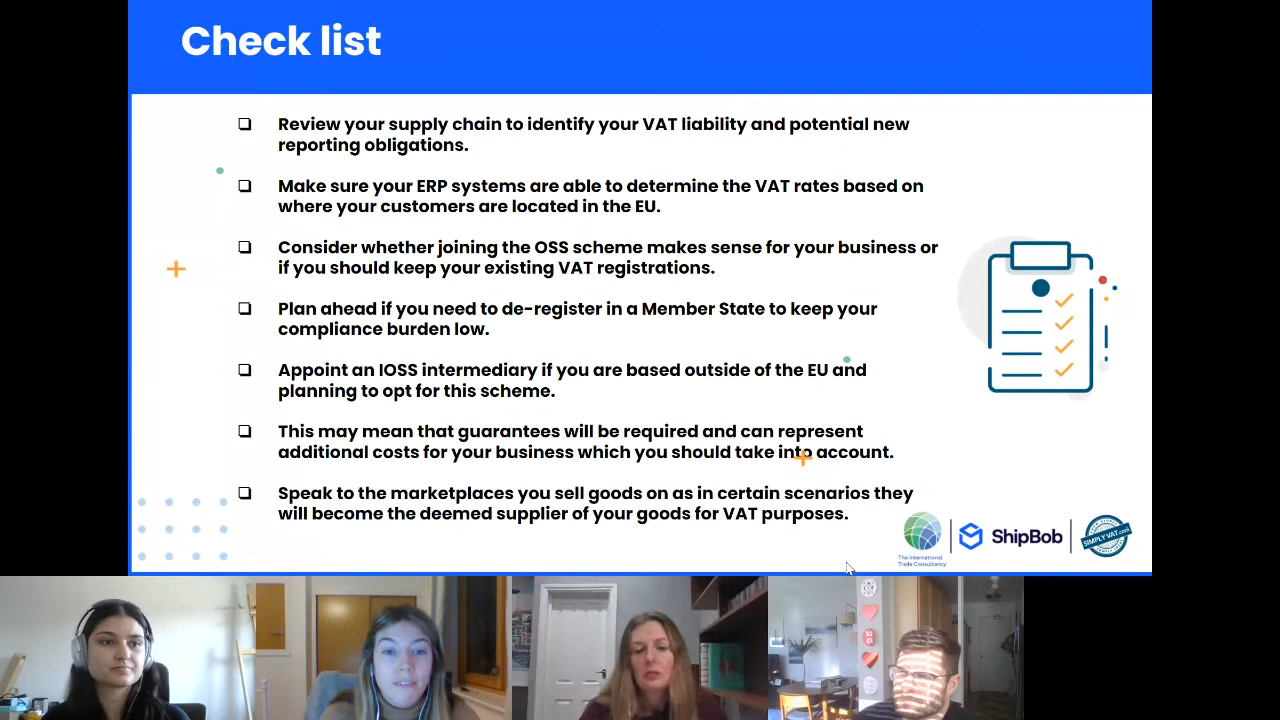 Check list
Review your supply chain to identify your VAT liability and potential new
reporting obligations.
Make sure your ERP systems are able to determine the VAT rates based on
where your customers are located in the EU.
Consider whether joining the OSS scheme makes sense for your business or
if you should keep your existing VAT registrations.
Plan ahead if you need to de-register in a Member State to keep your
compliance burden low.
Appoint an IOSS intermediary if you are based outside of the EU and
planning to opt for this scheme.
This may mean that guarantees will be required and can represent
additional costs for your business which you should take into account.
Speak to the marketplaces you sell goods on as in certain scenarios they
will become the deemed supplier of your goods for VAT purposes.
The International
Trade Consultancy
ShipBob
SIMPLYVAT.com